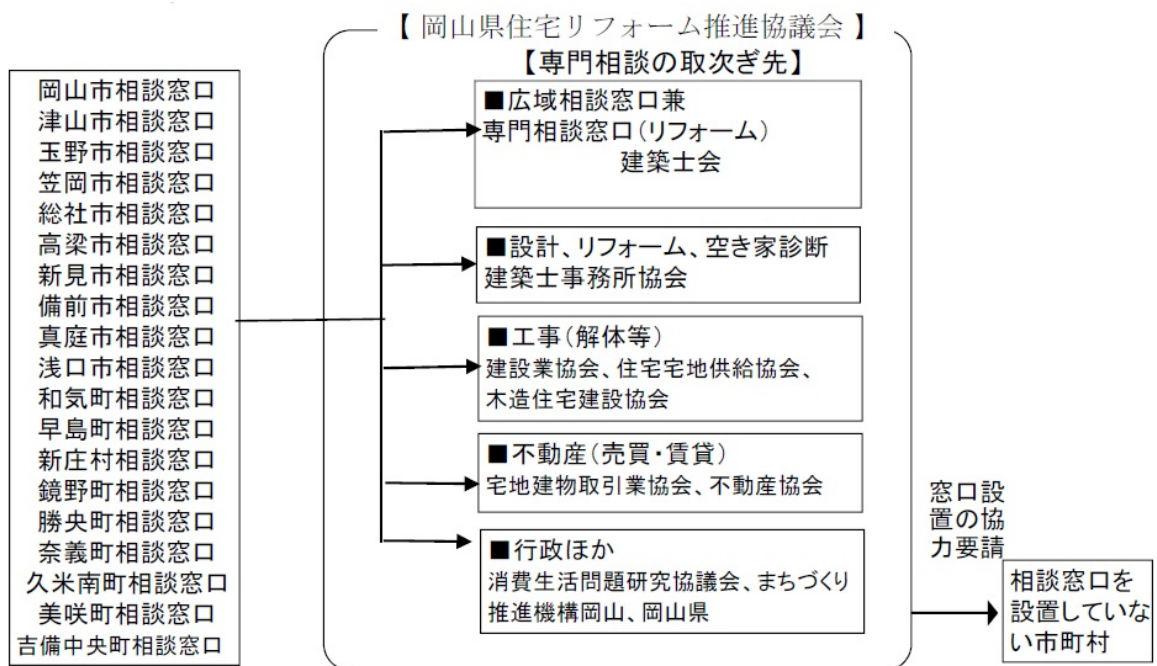 【 岡山県住宅リフォーム推進協議会 】
【専門相談の取次ぎ先】
岡山市相談窓口
津山市相談窓口
玉野市相談窓口
笠岡市相談窓口
総社市相談窓口
高梁市相談窓口
新見市相談窓口
備前市相談窓口
真庭市相談窓口
浅口市相談窓口
和気町相談窓口
早島町相談窓口
新庄村相談窓口
鏡野町相談窓口
勝央町相談窓口
奈義町相談窓口
久米南町相談窓口
美咲町相談窓口
吉備中央町相談窓口
■広域相談窓口兼
専門相談窓口(リフォーム)
建築士会
■設計、リフォーム、空き家診断
建築士事務所協会
■工事(解体等)
建設業協会、住宅宅地供給協会、
木造住宅建設協会
■不動産(売買・賃貸)
宅地建物取引業協会、不動産協会
■行政ほか
消費生活問題研究協議会、まちづくり
推進機構岡山、岡山県
窓口設
置の協
力要請
相談窓口を
設置していな
い市町村